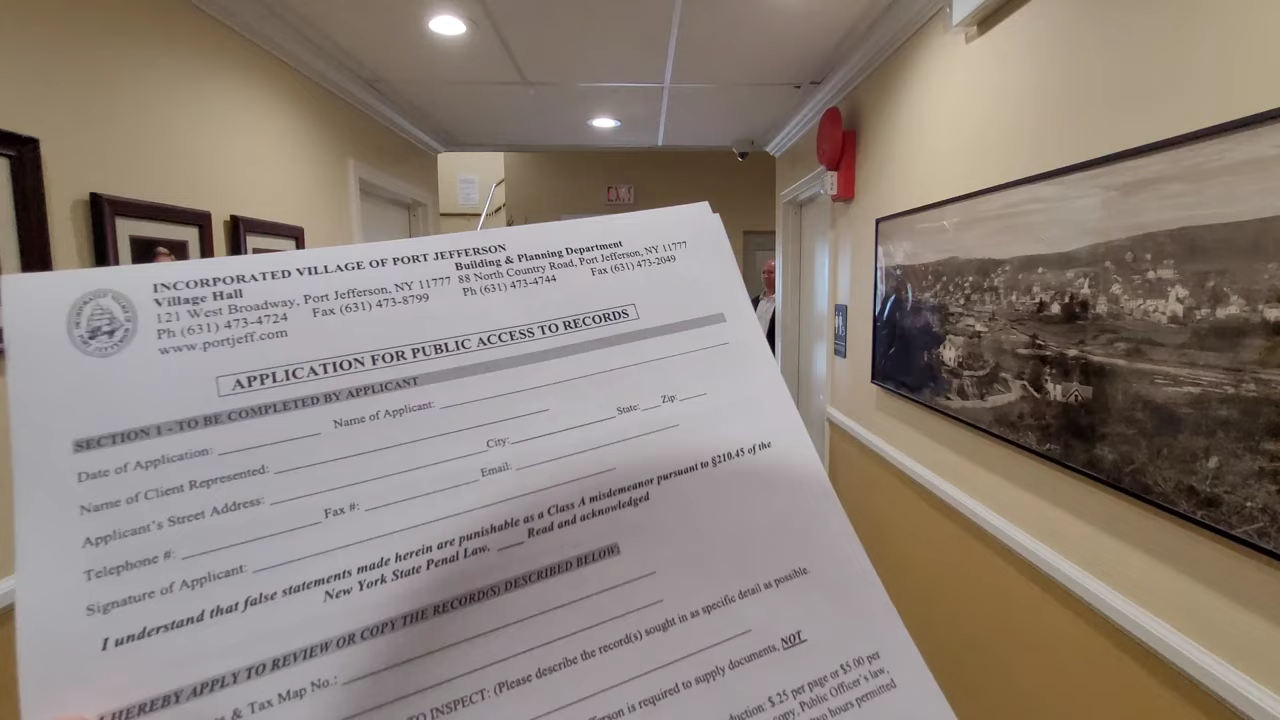 INCORPORATED VILLAGE OF PORT JEFFERSON
Village Hall
Building & Planning Department
121 West Broadway, Port Jefferson, NY 11777
88 North Country Road, Port Jefferson, NY 11777
Ph (631) 473-4724 Fax (631) 473-8799
Ph (631) 473-4744 Fax (631) 473-2049
www.portjeff.com
APPLICATION FOR PUBLIC ACCESS TO RECORDS
SECTION 1 - TO BE COMPLETED BY APPLICANT
Date of Application: Name of Applicant:
Name of Client Represented:
Applicant's Street Address: City: State: Zip:
Telephone #: Fax #: Email:
Signature of Applicant:
I understand that false statements made herein are punishable as a Class A misdemeanor pursuant to §210.45 of the
New York State Penal Law. Read and acknowledged
I HEREBY APPLY TO REVIEW OR COPY THE RECORD(S) DESCRIBED BELOW:
& Tax Map No.:
TO INSPECT: (Please describe the record(s) sought in as specific detail as possible.
is required to supply documents, NOT
$.25 per page or $5.00 per
copy, Public Officer's law,
hours permitted
EXIT